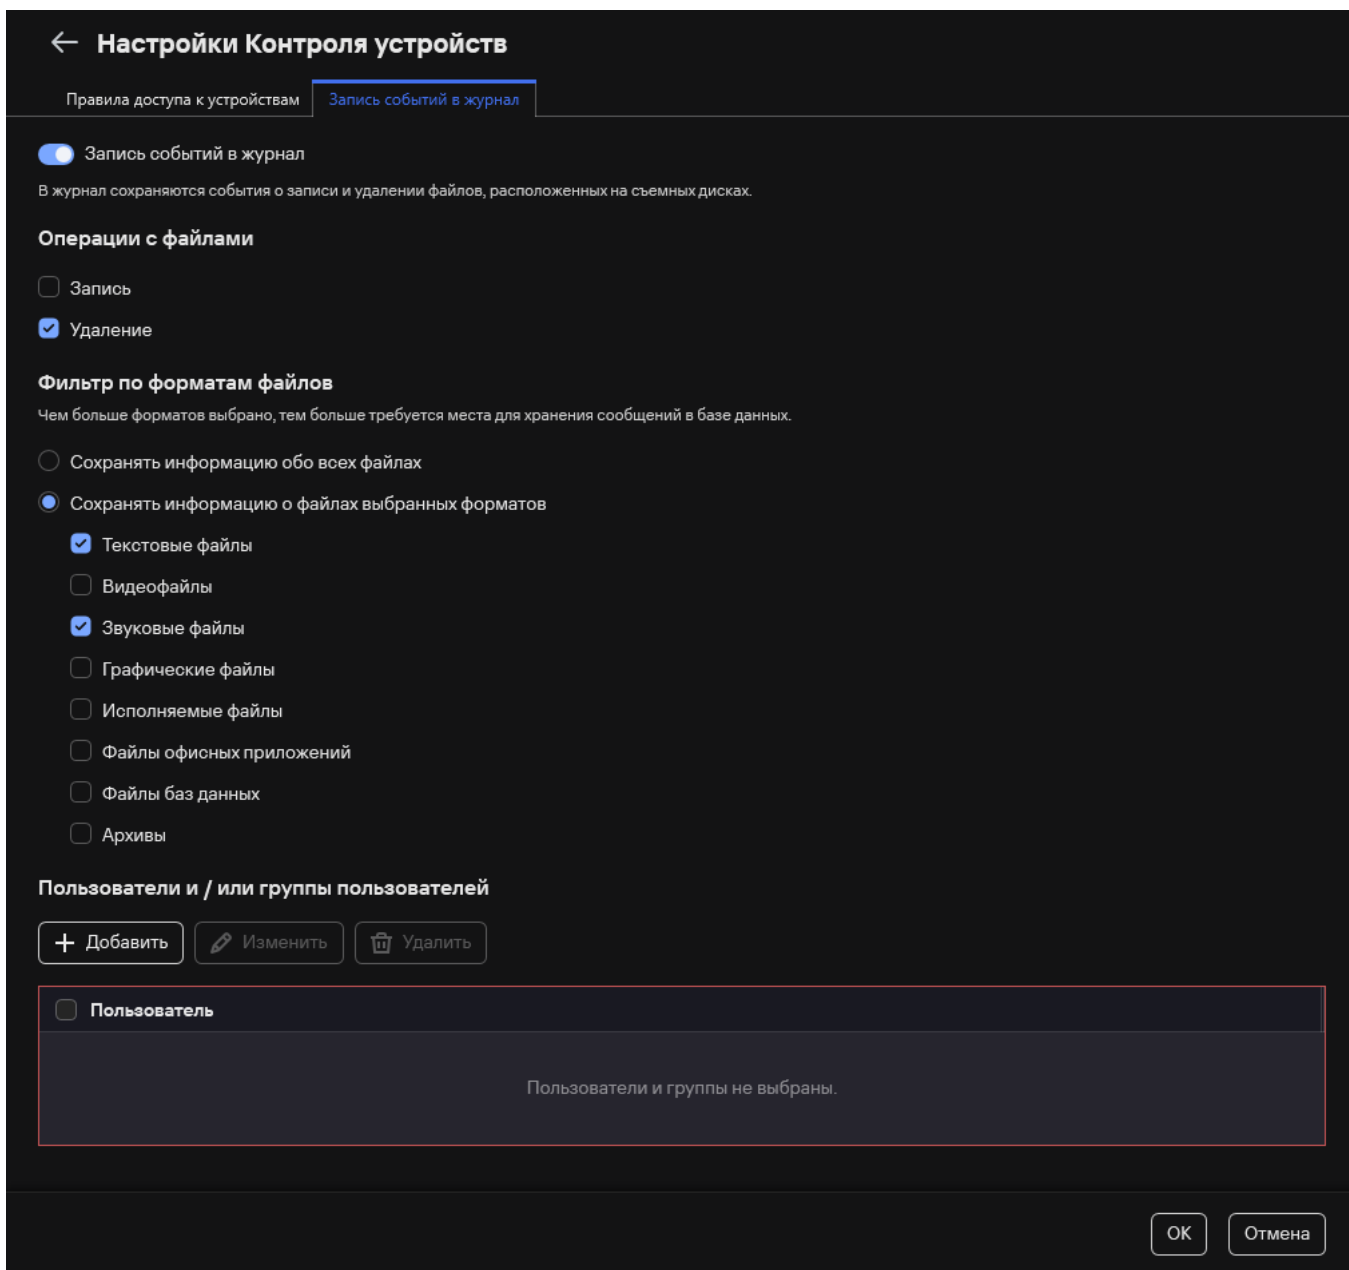 Настройки Контроля устройств
Правила доступа к устройствам
Запись событий в журнал
Запись событий в журнал
В журнал сохраняются события о записи и удалении файлов, расположенных на съемных дисках.
Операции с файлами
Запись
Удаление
Фильтр по форматам файлов
Чем больше форматов выбрано, тем больше требуется места для хранения сообщений в базе данных.
Сохранять информацию обо всех файлах
Сохранять информацию о файлах выбранных форматов
Текстовые файлы
Видеофайлы
Звуковые файлы
Графические файлы
Исполняемые файлы
Файлы офисных приложений
Файлы баз данных
Архивы
Пользователи и / или группы пользователей
Добавить
Изменить
Удалить
Пользователь
Пользователи и группы не выбраны.
ОК
Отмена